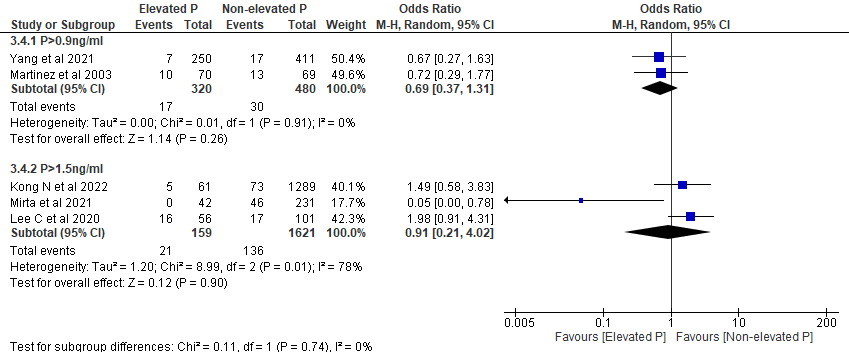 Elevated P Non-elevated P Odds Ratio Odds Ratio
Study or Subgroup Events Total Events Total Weight M-H, Random, 95% CI M-H, Random, 95% CI
3.4.1 P>0.9ng/ml
Yang et al 2021 7 250 17 411 50.4% 0.67 [0.27, 1.63]
Martinez et al 2003 10 70 13 69 49.6% 0.72 [0.29, 1.77]
Subtotal (95% CI) 320 480 100.0% 0.69 [0.37, 1.31]
Total events 17 30
Heterogeneity: Tau² = 0.00; Chi² = 0.01, df = 1 (P = 0.91); I² = 0%
Test for overall effect: Z = 1.14 (P = 0.26)
3.4.2 P>1.5ng/ml
Kong N et al 2022 5 61 73 1289 40.1% 1.49 [0.58, 3.83]
Mirta et al 2021 0 42 46 231 17.7% 0.05 [0.00, 0.78]
Lee C et al 2020 16 56 17 101 42.3% 1.98 [0.91, 4.31]
Subtotal (95% CI) 159 1621 100.0% 0.91 [0.21, 4.02]
Total events 21 136
Heterogeneity: Tau² = 1.20; Chi² = 8.99, df = 2 (P = 0.01); I² = 78%
Test for overall effect: Z = 0.12 (P = 0.90)
0.005 0.1 1 10 200
Favours [Elevated P] Favours [Non-elevated P]
Test for subgroup differences: Chi² = 0.11, df = 1 (P = 0.74), I² = 0%